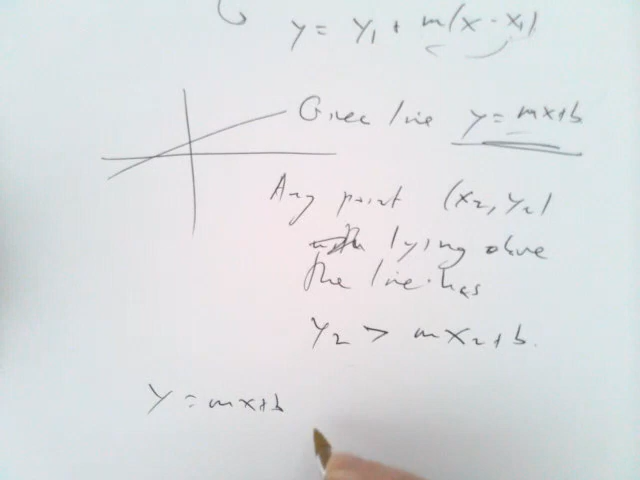 y = y₁ + m(x - x₁)
Given line y = mx+b
Any point (x₂, y₂)
lying above
the line has
y₂ > mx₂+b.
y = mx+b